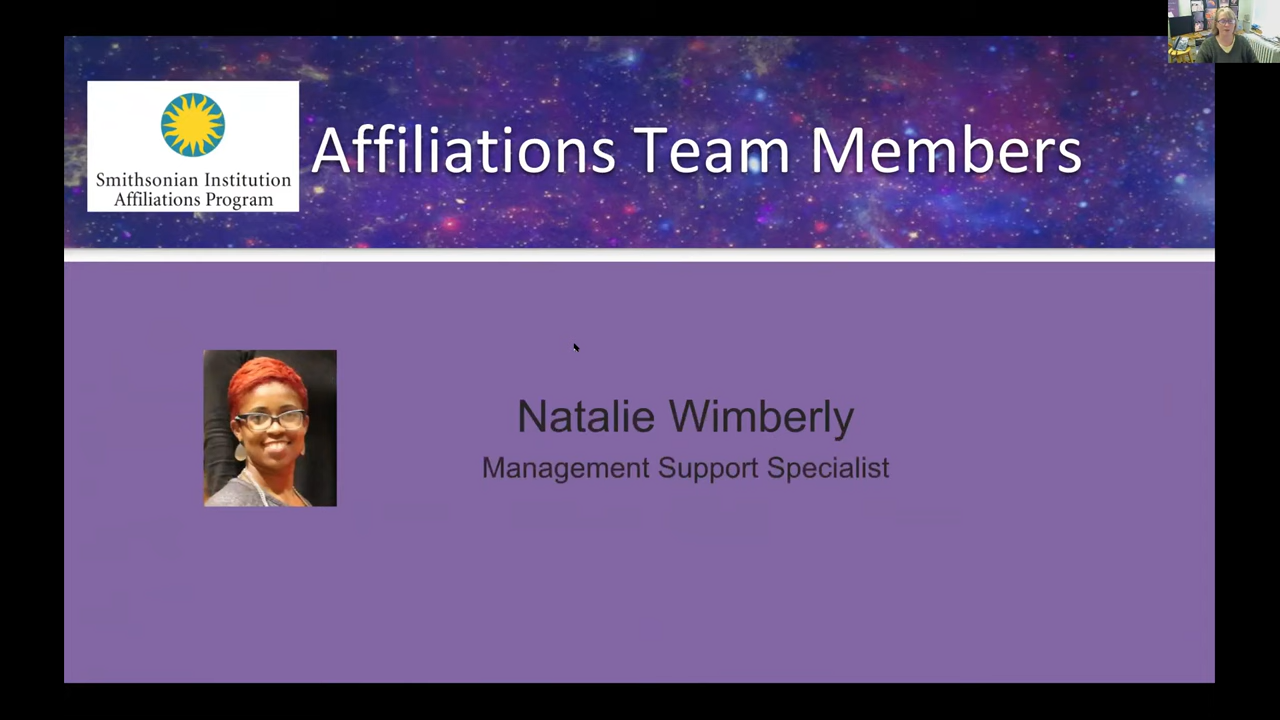 Smithsonian Institution
Affiliations Program
Affiliations Team Members
Natalie Wimberly
Management Support Specialist